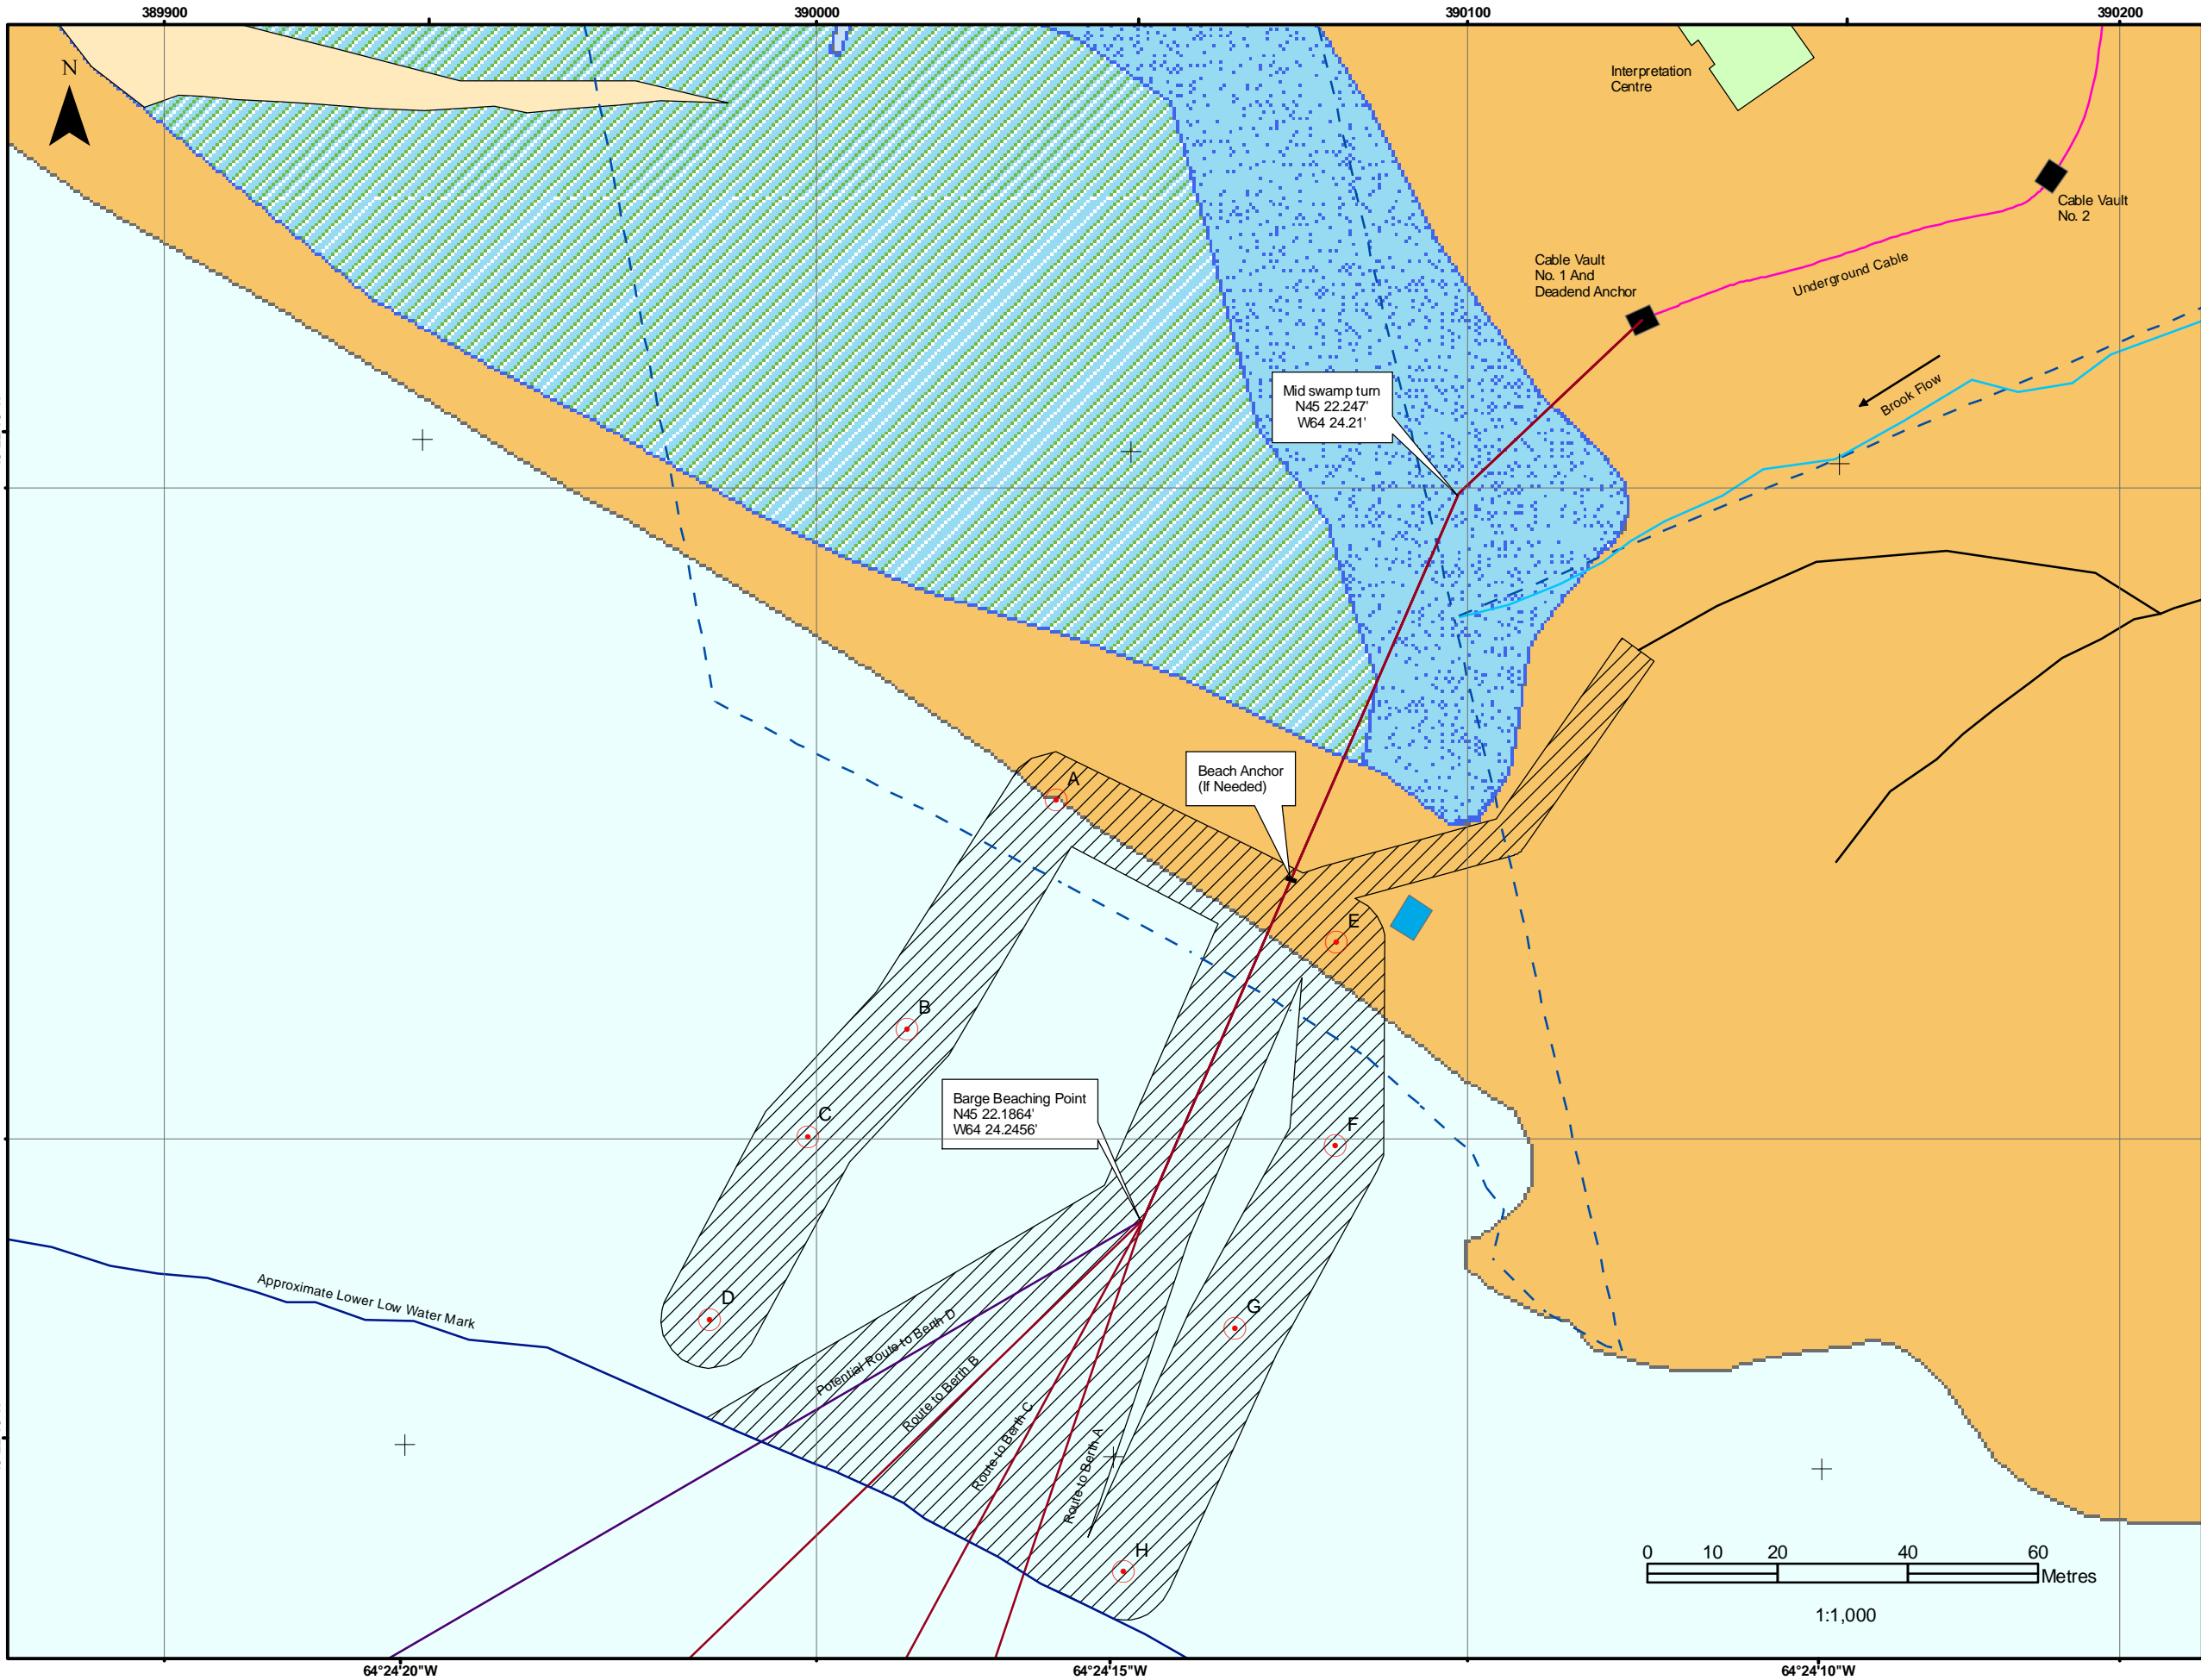 389900
390000
390100
390200
N
Interpretation
Centre
Cable Vault
No. 2
Cable Vault
No. 1 And
Deadend Anchor
Underground Cable
Brook Flow
Mid swamp turn
N45 22.247'
W64 24.21'
Beach Anchor
(If Needed)
A
E
B
C
F
Barge Beaching Point
N45 22.1864'
W64 24.2456'
D
G
H
Approximate Lower Low Water Mark
Potential Route to Berth D
Route to Berth B
Route to Berth C
Route to Berth A
0 10 20 40 60
Metres
1:1,000
64°24'20"W
64°24'15"W
64°24'10"W